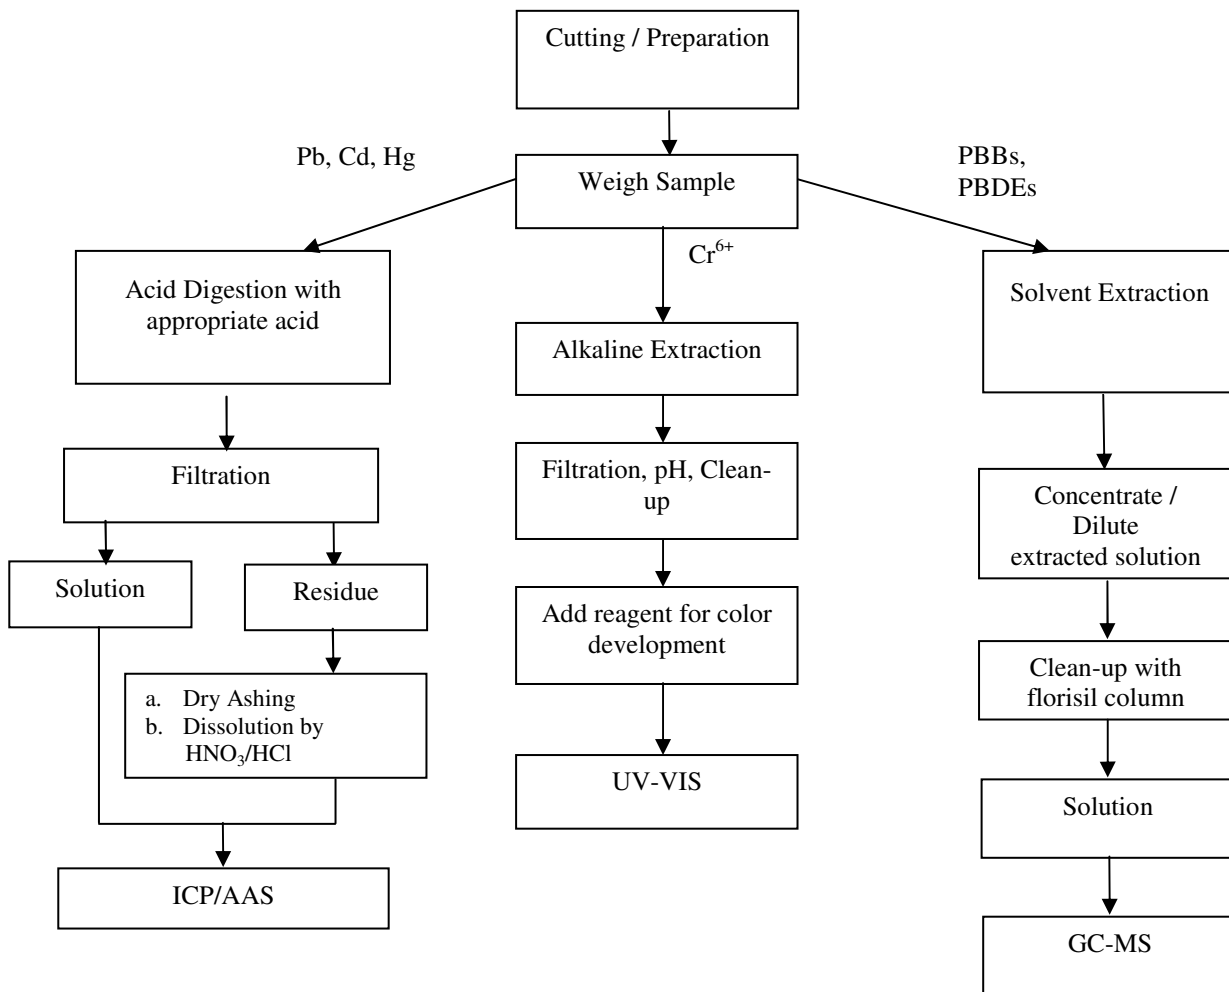 Cutting / Preparation
Pb, Cd, Hg
Weigh Sample
PBBs,
PBDEs
Cr⁶⁺
Acid Digestion with
appropriate acid
Filtration
Solution
Residue
a. Dry Ashing
b. Dissolution by
HNO₃/HCl
ICP/AAS
Alkaline Extraction
Filtration, pH, Clean-
up
Add reagent for color
development
UV-VIS
Solvent Extraction
Concentrate /
Dilute
extracted solution
Clean-up with
florisil column
Solution
GC-MS